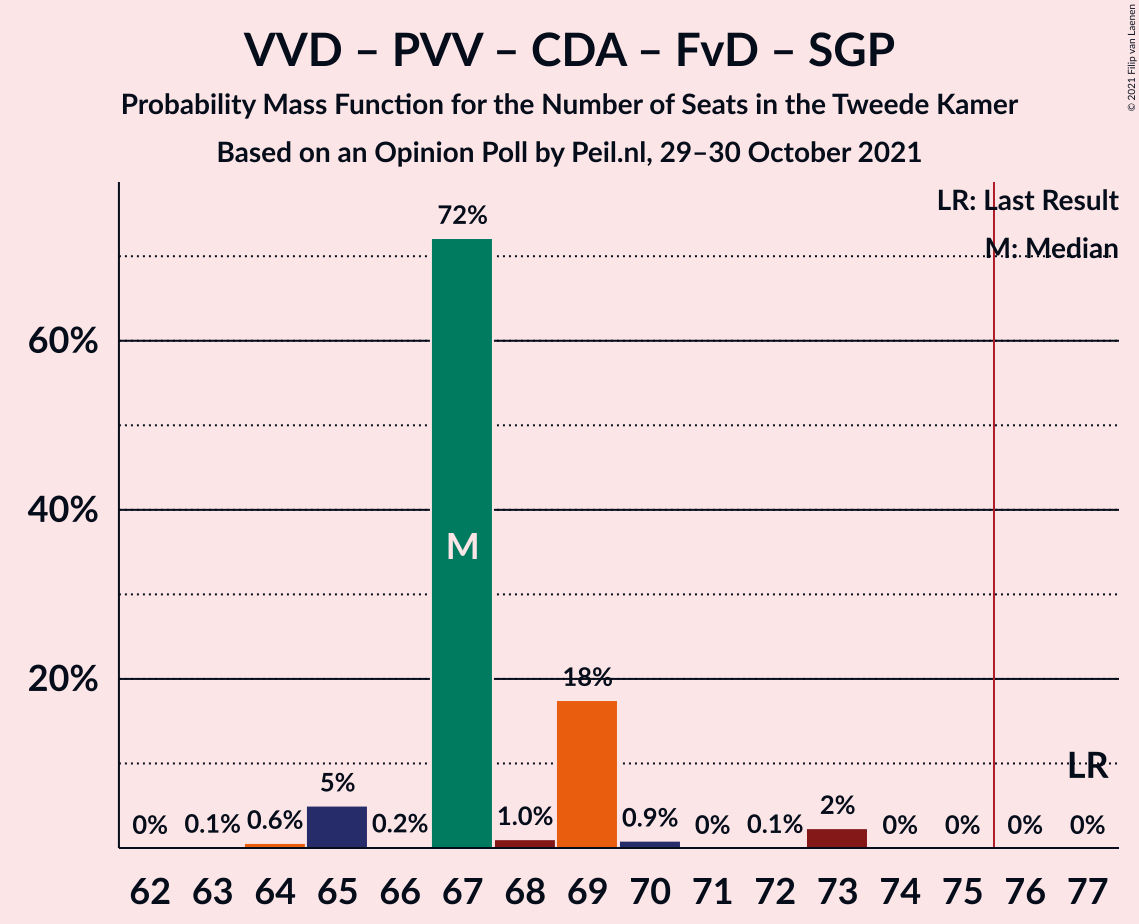 VVD – PVV – CDA – FvD – SGP
Probability Mass Function for the Number of Seats in the Tweede Kamer
Based on an Opinion Poll by Peil.nl, 29–30 October 2021
© 2021 Filip van Laenen
LR: Last Result
M: Median
72%
60%
40%
M
20%
18%
LR
5%
2%
0% 0.1% 0.6% 0.2% 1.0% 0.9% 0% 0.1% 0% 0% 0% 0%
62 63 64 65 66 67 68 69 70 71 72 73 74 75 76 77